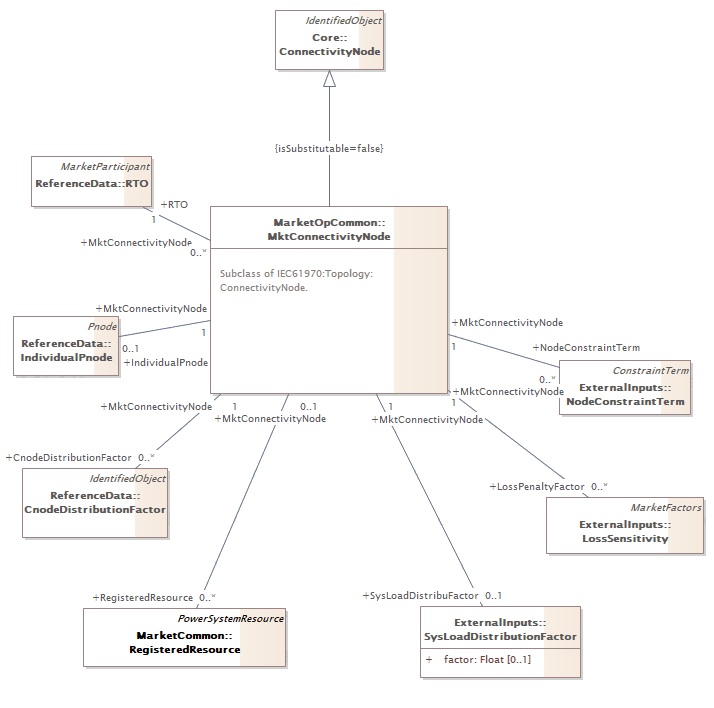 IdentifiedObject
Core::
ConnectivityNode
{isSubstitutable=false}
MarketParticipant
ReferenceData::RTO
+RTO
1
+MktConnectivityNode
0..*
MarketOpCommon::
MktConnectivityNode
Subclass of IEC61970:Topology:
ConnectivityNode.
+MktConnectivityNode
1
Pnode
ReferenceData::
IndividualPnode
0..1
+IndividualPnode
+MktConnectivityNode
1
+NodeConstraintTerm
0..*
ConstraintTerm
ExternalInputs::
NodeConstraintTerm
+MktConnectivityNode
1
+MktConnectivityNode
1
0..1
+MktConnectivityNode
1
+MktConnectivityNode
+CnodeDistributionFactor 0..*
IdentifiedObject
ReferenceData::
CnodeDistributionFactor
+LossPenaltyFactor 0..*
MarketFactors
ExternalInputs::
LossSensitivity
+RegisteredResource 0..*
PowerSystemResource
MarketCommon::
RegisteredResource
+SysLoadDistribuFactor 0..1
ExternalInputs::
SysLoadDistributionFactor
+ factor: Float [0..1]